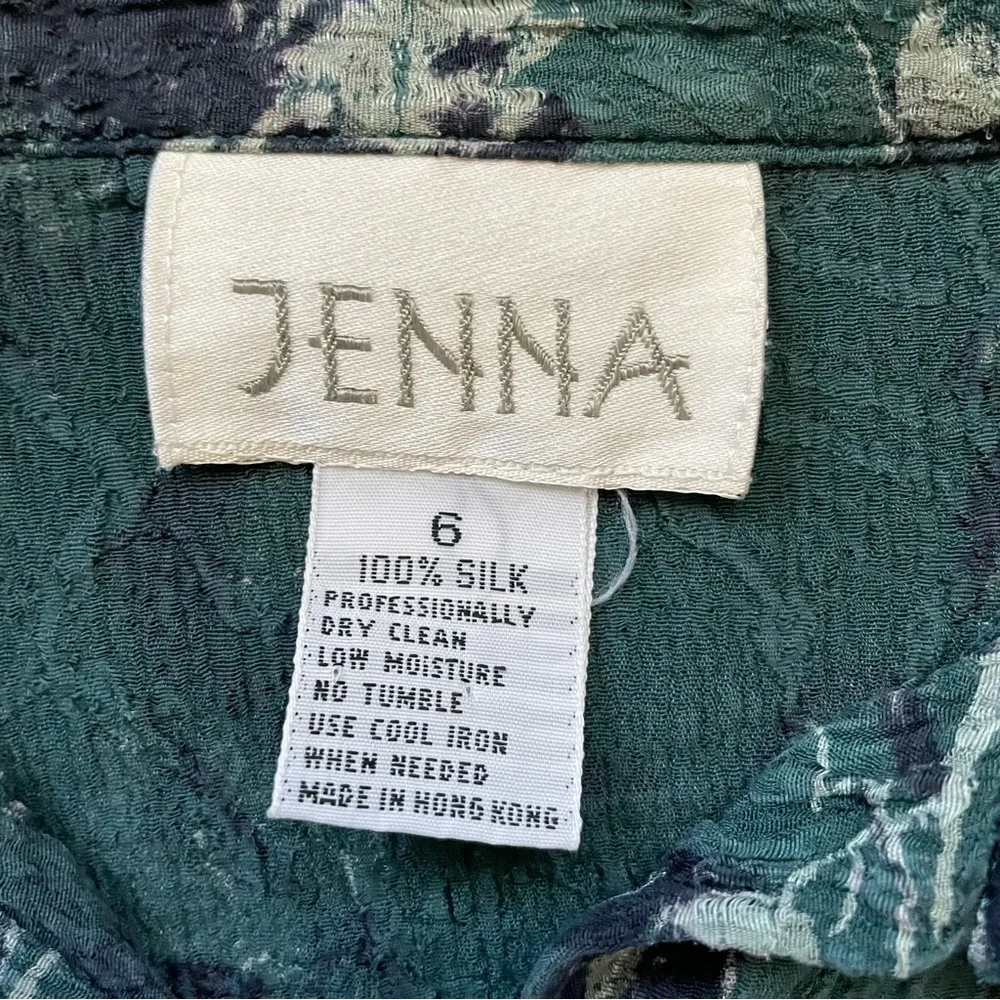 JENNA
6
100% SILK
PROFESSIONALLY
DRY CLEAN
LOW MOISTURE
NO TUMBLE
USE COOL IRON
WHEN NEEDED
MADE IN HONG KONG